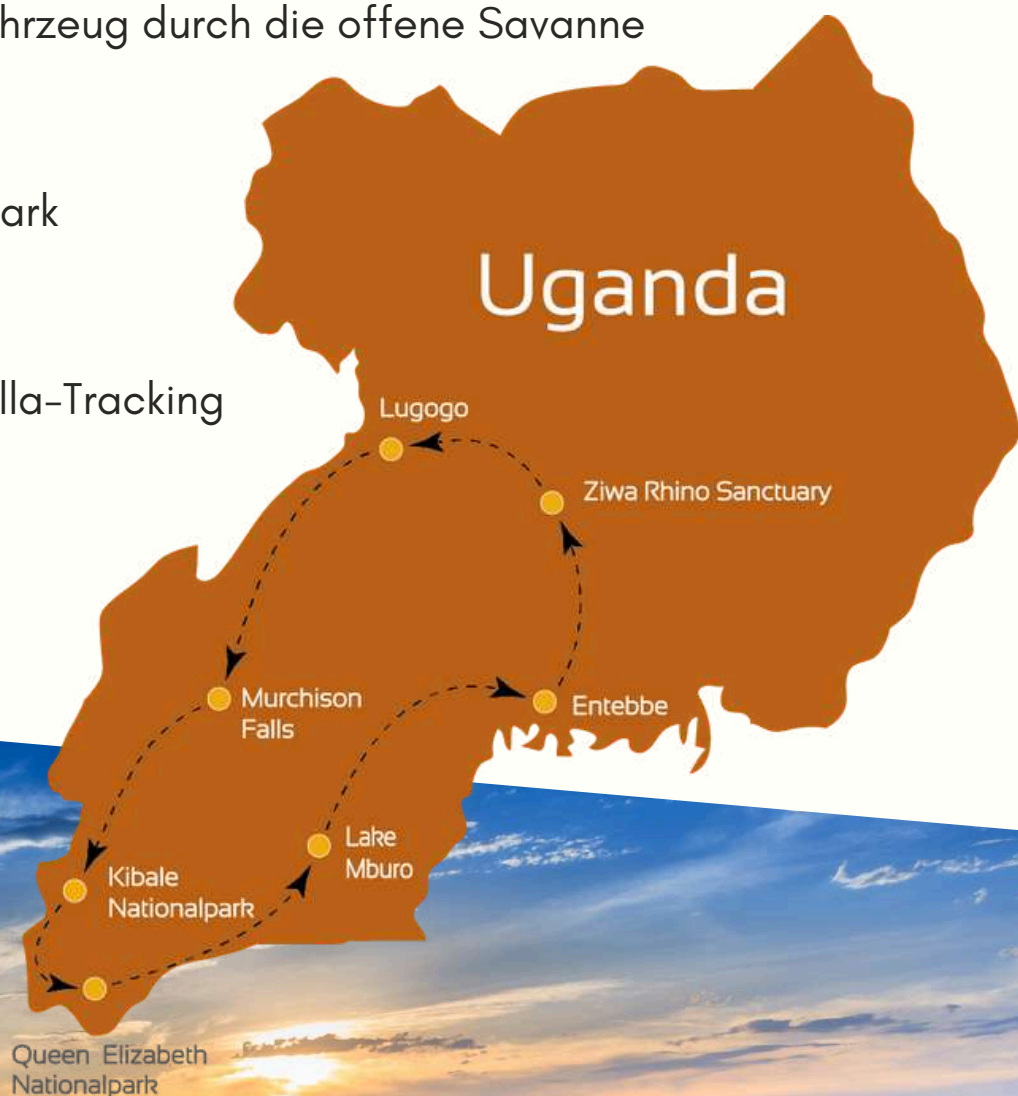 hrzeug durch die offene Savanne
ark
Uganda
lla-Tracking
Lugogo
Ziwa Rhino Sanctuary
Murchison
Falls
Entebbe
Lake
Mburo
Kibale
Nationalpark
Queen Elizabeth
Nationalpark